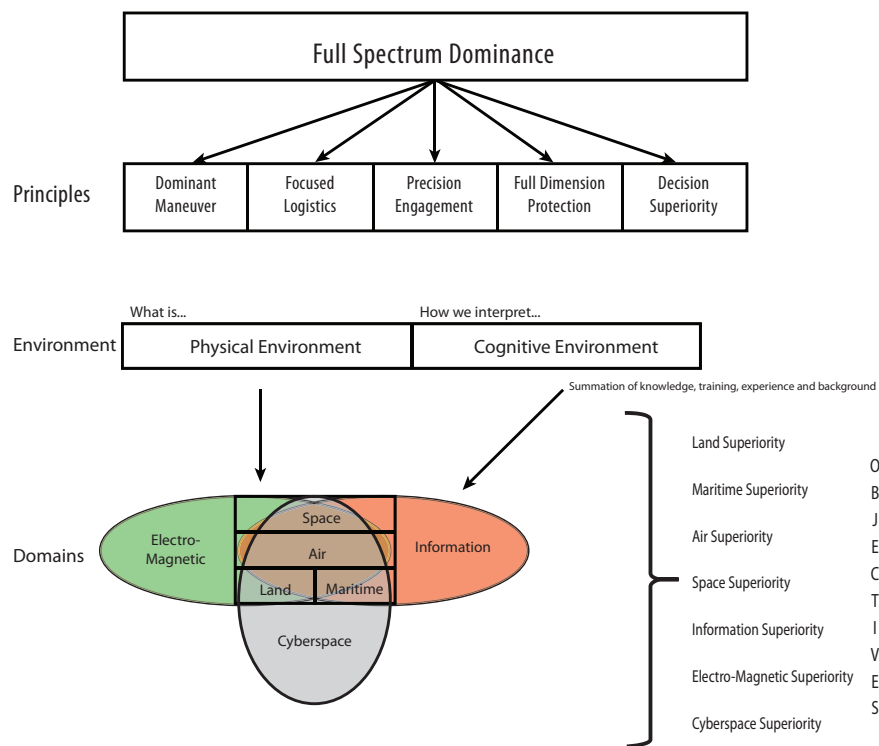 Full Spectrum Dominance
Principles
Dominant
Maneuver
Focused
Logistics
Precision
Engagement
Full Dimension
Protection
Decision
Superiority
What is...
How we interpret...
Environment
Physical Environment
Cognitive Environment
Summation of knowledge, training, experience and background
Domains
Electro-
Magnetic
Space
Air
Land
Maritime
Information
Cyberspace
Land Superiority
Maritime Superiority
Air Superiority
Space Superiority
Information Superiority
Electro-Magnetic Superiority
Cyberspace Superiority
O
B
J
E
C
T
I
V
E
S